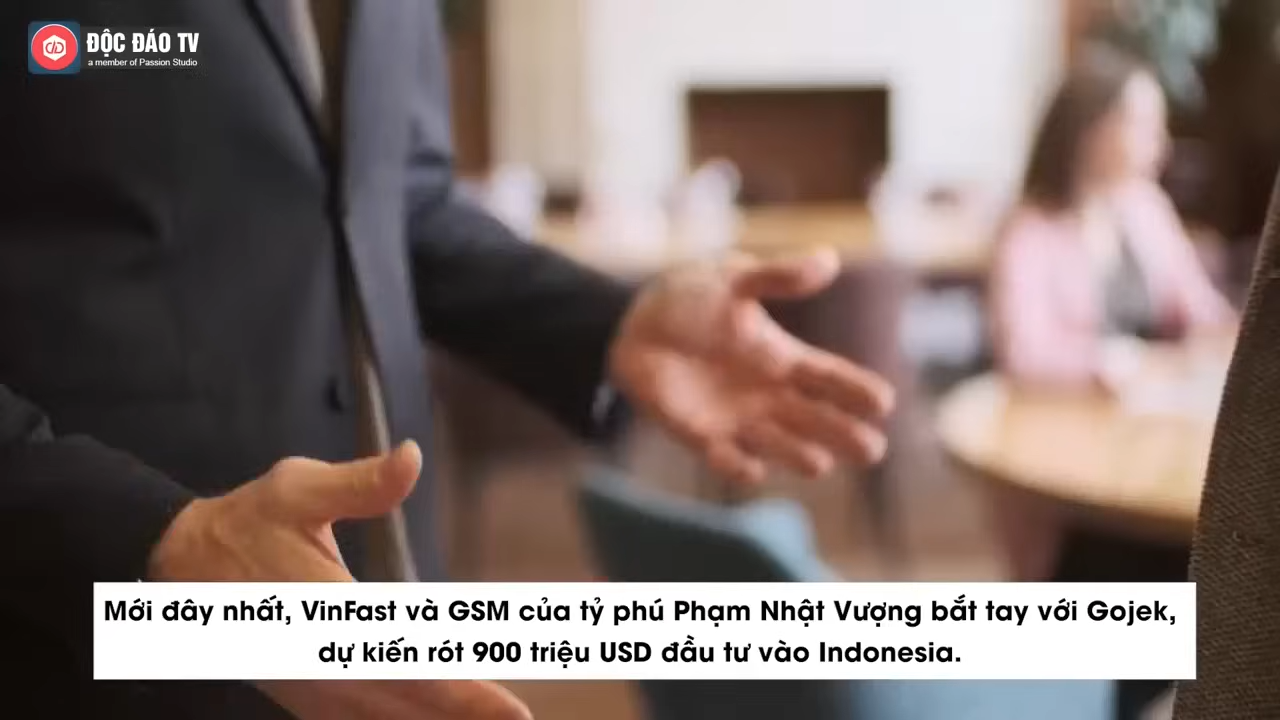 ĐỘC ĐÁO TV
a member of Passion Studio
Mới đây nhất, VinFast và GSM của tỷ phú Phạm Nhật Vượng bắt tay với Gojek,
dự kiến rót 900 triệu USD đầu tư vào Indonesia.